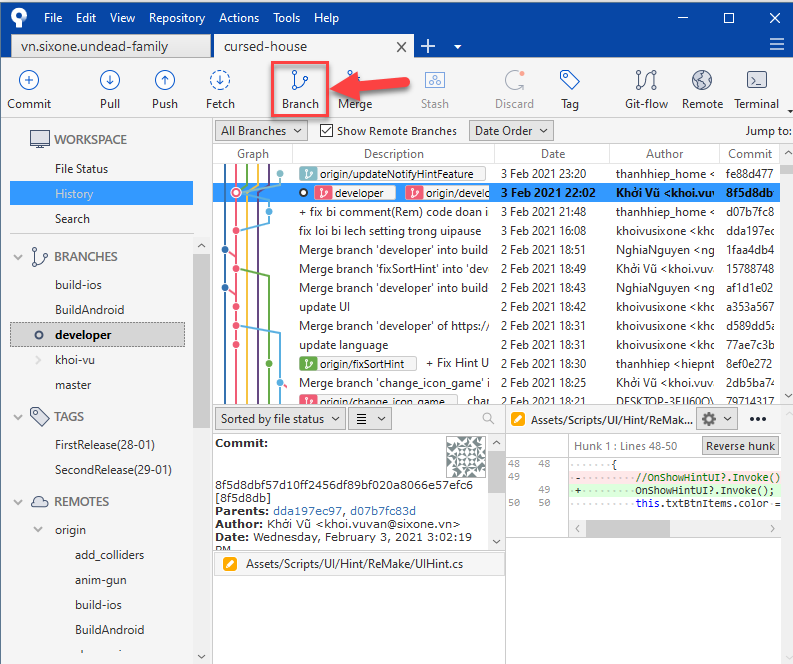 File Edit View Repository Actions Tools Help
vn.sixone.undead-family
cursed-house
Commit Pull Push Fetch Branch Merge Stash Discard Tag Git-flow Remote Terminal
All Branches Show Remote Branches Date Order Jump to:
Graph Description Date Author Commit
origin/updateNotifyHintFeature 3 Feb 2021 23:20 thanhhiep_home < fe88d477
developer origin/develo 3 Feb 2021 22:02 Khởi Vũ <khoi.vuv 8f5d8db
+ fix bi comment(Rem) code doan i 3 Feb 2021 21:48 thanhhiep_home < d07b7fc8
fix loi bi lech setting trong uipause 3 Feb 2021 16:08 khoivusixone <kho dda197ec
Merge branch 'developer' into build 2 Feb 2021 18:51 NghiaNguyen <ng 1faa4db4
Merge branch 'fixSortHint' into 'dev 2 Feb 2021 18:49 Khởi Vũ <khoi.vuva 15788748
Merge branch 'developer' into build 2 Feb 2021 18:43 NghiaNguyen <ng af1d1e02
update UI 2 Feb 2021 18:42 khoivusixone <kho a353a567
Merge branch 'developer' of https:/ 2 Feb 2021 18:31 khoivusixone <kho d589dd5a
update language 2 Feb 2021 18:31 khoivusixone <kho 77ae7c3b
origin/fixSortHint + Fix Hint U 2 Feb 2021 18:30 thanhhiep <hiepnt 8ef0e272
Merge branch 'change_icon_game' i 2 Feb 2021 18:25 Khởi Vũ <khoi.vuva 2db5ba74
origin/change_icon_game chan 2 Feb 2021 18:21 DESKTOP-3EU60OV 79714317
WORKSPACE
File Status
History
Search
BRANCHES
build-ios
BuildAndroid
developer
khoi-vu
master
TAGS
FirstRelease(28-01)
SecondRelease(29-01)
REMOTES
origin
add_colliders
anim-gun
build-ios
BuildAndroid
Sorted by file status
Commit:
8f5d8dbf57d10ff2456df89bf020a8066e57efc6
[8f5d8db]
Parents: dda197ec97, d07b7fc83d
Author: Khởi Vũ <khoi.vuvan@sixone.vn>
Date: Wednesday, February 3, 2021 3:02:19
PM
Assets/Scripts/UI/Hint/ReMake/UIHint.cs
Assets/Scripts/UI/Hint/ReMake...
Hunk 1 : Lines 48-50 Reverse hunk
48 48 {
49 - //OnShowHintUI?.Invoke()
49 + OnShowHintUI?.Invoke();
50 50 this.txtBtnItems.color =